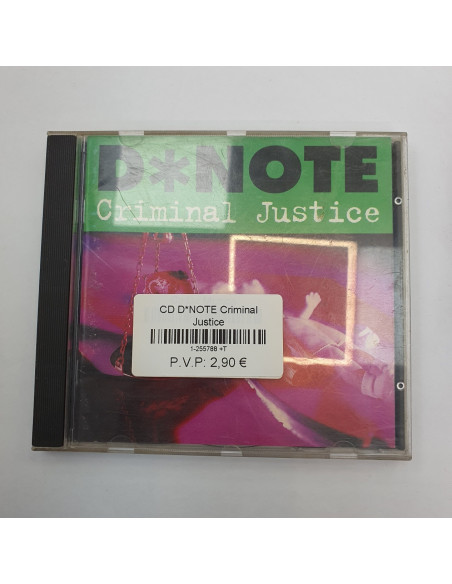 D*NOTE
Criminal Justice
CD D*NOTE Criminal
Justice
1-255788 +T
P.V.P: 2,90 €